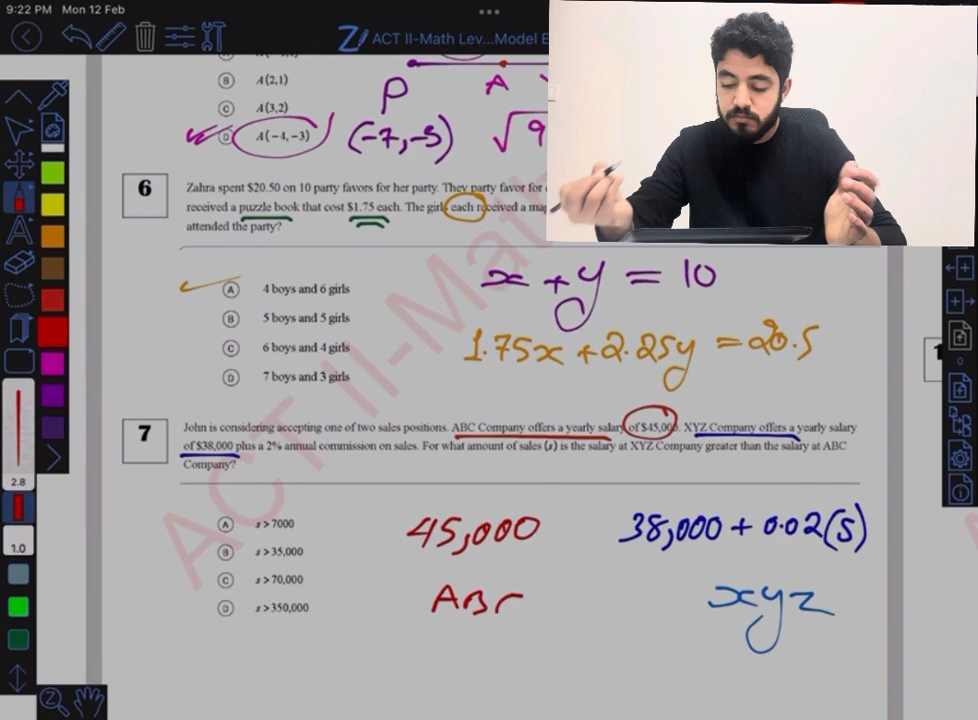 9:22 PM Mon 12 Feb
ACT II-Math Lev...Model E
B A(2,1)
C A(3,2)
D A(-4,-3)
P
A
(-7,-5)
√9
6
Zahra spent $20.50 on 10 party favors for her party. They party favor for
received a puzzle book that cost $1.75 each. The girls each received a
attended the party?
A 4 boys and 6 girls
B 5 boys and 5 girls
C 6 boys and 4 girls
D 7 boys and 3 girls
x + y = 10
1.75x + 2.25y = 20.5
7
John is considering accepting one of two sales positions. ABC Company offers a yearly salary of $45,000. XYZ Company offers a yearly salary
of $38,000 plus a 2% annual commission on sales. For what amount of sales (s) is the salary at XYZ Company greater than the salary at ABC
Company?
A s > 7000
B s > 35,000
C s > 70,000
D s > 350,000
45,000
38,000 + 0.02(S)
ABC
xyz
ACT II-Math
2.8
1.0
0